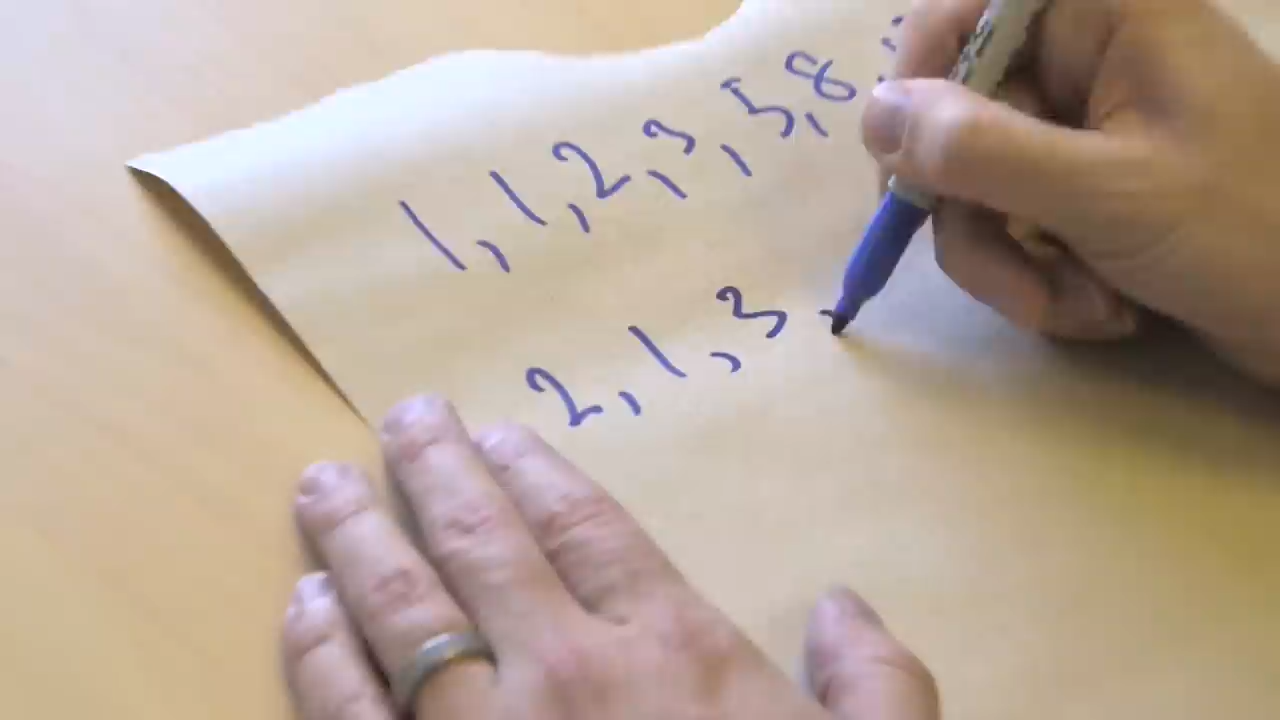 1, 1, 2, 3, 5, 8
2, 1, 3